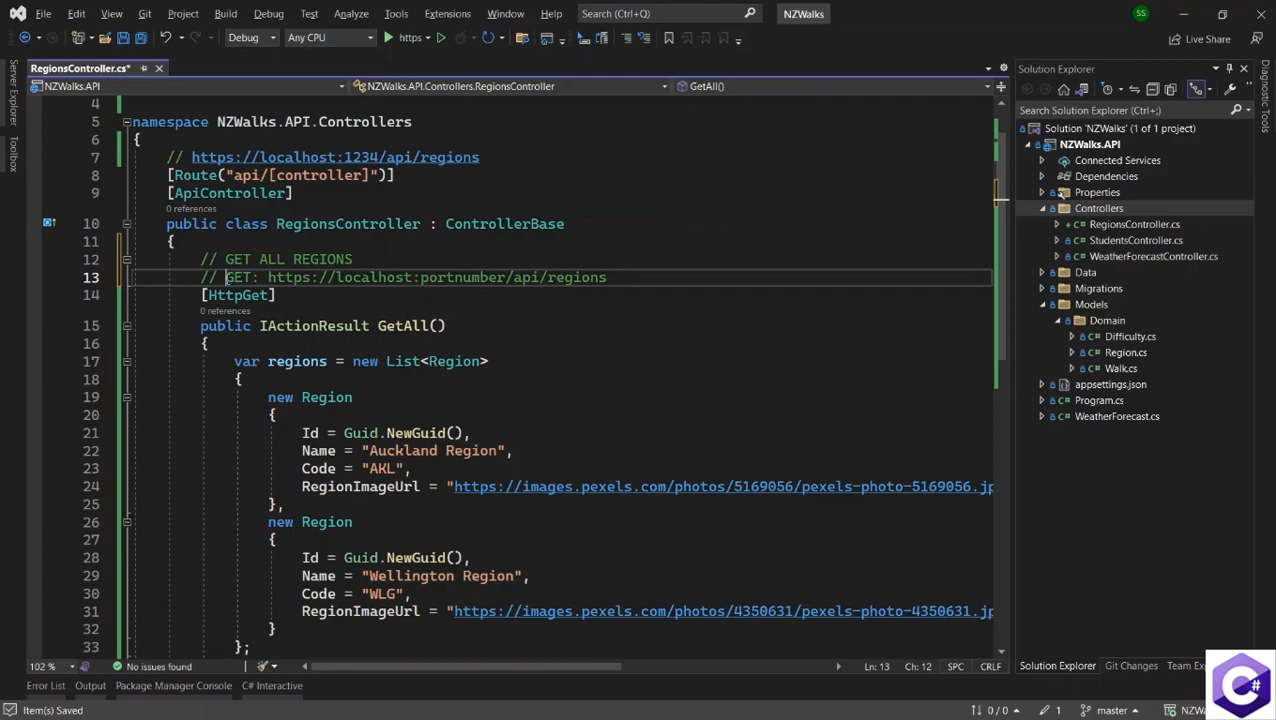 File Edit View Git Project Build Debug Test Analyze Tools Extensions Window Help Search (Ctrl+Q) NZWalks SS
Debug Any CPU https Live Share
Server Explorer
Toolbox
RegionsController.cs*
NZWalks.API NZWalks.API.Controllers.RegionsController GetAll()
4
5 namespace NZWalks.API.Controllers
6 {
7 // https://localhost:1234/api/regions
8 [Route("api/[controller]")]
9 [ApiController]
0 references
10 public class RegionsController : ControllerBase
11 {
12 // GET ALL REGIONS
13 // GET: https://localhost:portnumber/api/regions
14 [HttpGet]
0 references
15 public IActionResult GetAll()
16 {
17 var regions = new List<Region>
18 {
19 new Region
20 {
21 Id = Guid.NewGuid(),
22 Name = "Auckland Region",
23 Code = "AKL",
24 RegionImageUrl = "https://images.pexels.com/photos/5169056/pexels-photo-5169056.jp
25 },
26 new Region
27 {
28 Id = Guid.NewGuid(),
29 Name = "Wellington Region",
30 Code = "WLG",
31 RegionImageUrl = "https://images.pexels.com/photos/4350631/pexels-photo-4350631.jp
32 }
33 };
102 % No issues found Ln: 13 Ch: 12 SPC CRLF
Error List Output Package Manager Console C# Interactive
Item(s) Saved 0 / 0 1 master NZW
Solution Explorer
Search Solution Explorer (Ctrl+;)
Solution 'NZWalks' (1 of 1 project)
NZWalks.API
Connected Services
Dependencies
Properties
Controllers
C# RegionsController.cs
C# StudentsController.cs
C# WeatherForecastController.cs
Data
Migrations
Models
Domain
C# Difficulty.cs
C# Region.cs
C# Walk.cs
appsettings.json
C# Program.cs
C# WeatherForecast.cs
Solution Explorer Git Changes Team Exp
Diagnostic Tools
C#